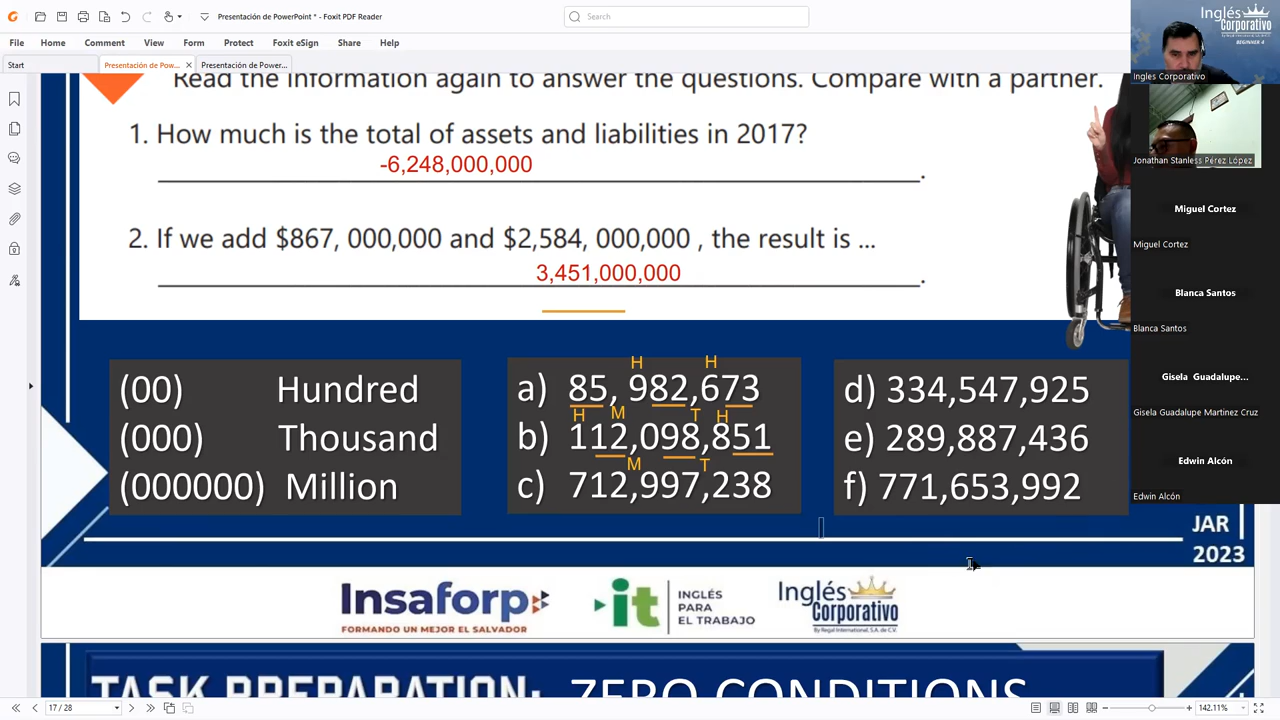 Presentación de PowerPoint * - Foxit PDF Reader
Search
File Home Comment View Form Protect Foxit eSign Share Help
Start
Presentación de Pow...
Presentación de Power...
Read the information again to answer the questions. Compare with a partner.
1. How much is the total of assets and liabilities in 2017?
-6,248,000,000
2. If we add $867, 000,000 and $2,584, 000,000 , the result is ...
3,451,000,000
(00) Hundred
(000) Thousand
(000000) Million
H H
a) 85, 982,673
H M T H
b) 112,098,851
M T
c) 712,997,238
d) 334,547,925
e) 289,887,436
f) 771,653,992
JAR
2023
Insaforp
FORMANDO UN MEJOR EL SALVADOR
it
INGLÉS
PARA
EL TRABAJO
Inglés
Corporativo
By Regal International, S.A. de C.V.
TASK PREPARATION: ZERO CONDITIONS
17 / 28
142.11%
Inglés
Corporativo
BEGINNER 4
Ingles Corporativo
Jonathan Stanless Pérez López
Miguel Cortez
Miguel Cortez
Blanca Santos
Blanca Santos
Gisela Guadalupe...
Gisela Guadalupe Martinez Cruz
Edwin Alcón
Edwin Alcón